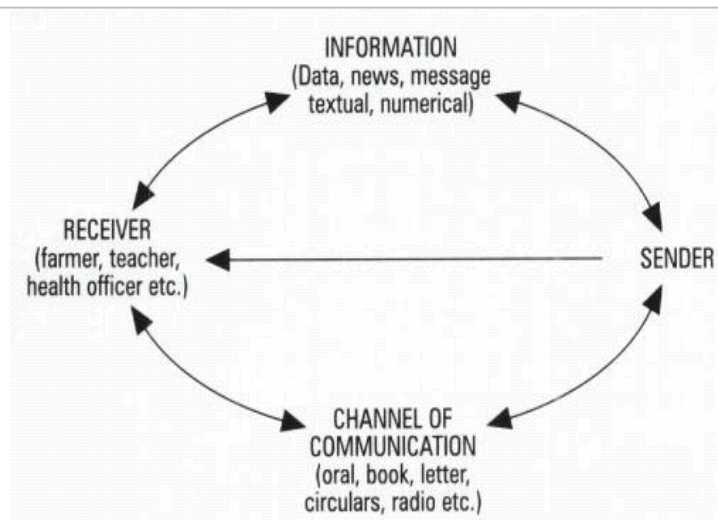 INFORMATION
(Data, news, message
textual, numerical)
RECEIVER
(farmer, teacher,
health officer etc.)
SENDER
CHANNEL OF
COMMUNICATION
(oral, book, letter,
circulars, radio etc.)